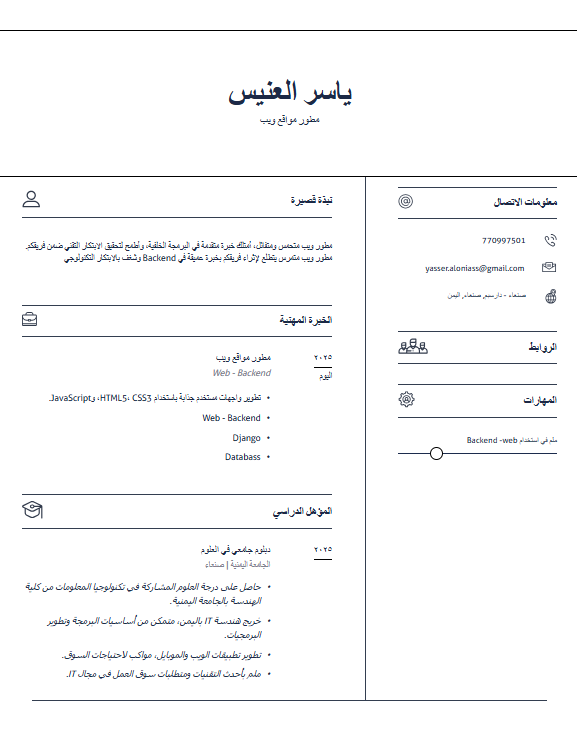 ياسر العنيس
مطور مواقع ويب
معلومات الاتصال
770997501
yasser.aloniass@gmail.com
صنعاء - دارسبو, صنعاء, اليمن
الروابط
المهارات
ملم في استخدام Backend -web
نبذة قصيرة
مطور ويب متحمس ومتفائل، أمتلك خبرة متقدمة في البرمجة الخلفية، وأطمح لتحقيق الابتكار التقني ضمن فريقكم.
مطور ويب متمرس يتطلع لإثراء فريقكم بخبرة عميقة في Backend وشغف بالابتكار التكنولوجي
الخبرة المهنية
٢٠٢٥
اليوم
مطور مواقع ويب
Web - Backend
• تطوير واجهات مستخدم جذابة باستخدام HTML5، CSS3، وJavaScript.
• Web - Backend
• Django
• Databass
المؤهل الدراسي
٢٠٢٥
دبلوم جامعي في العلوم
الجامعة اليمنية | صنعاء
• حاصل على درجة العلوم المشاركة في تكنولوجيا المعلومات من كلية
الهندسة بالجامعة اليمنية.
• خريج هندسة IT باليمن، متمكن من أساسيات البرمجة وتطوير
البرمجيات.
• تطوير تطبيقات الويب والموبايل، مواكب لاحتياجات السوق.
• ملم بأحدث التقنيات ومتطلبات سوق العمل في مجال IT.